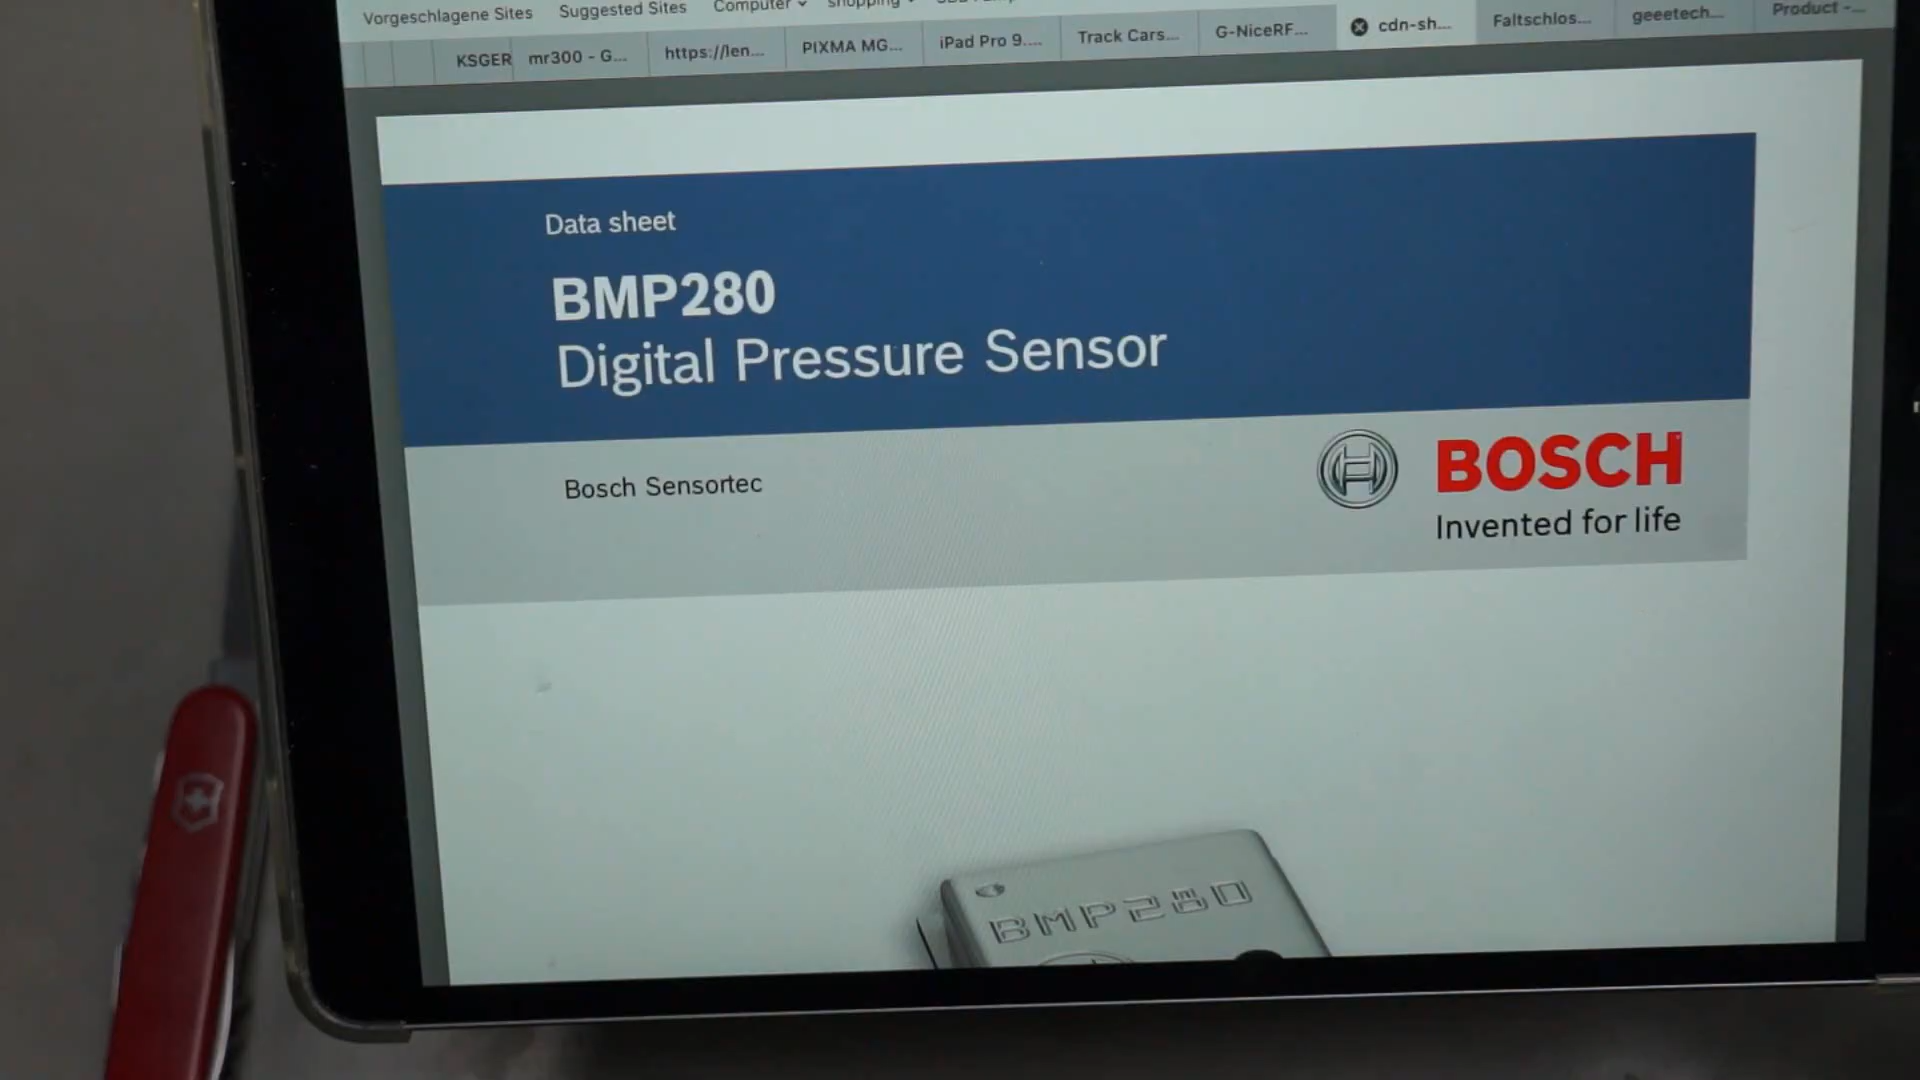 Vorgeschlagene Sites Suggested Sites Computer shopping
KSGER mr300 - G... https://len... PIXMA MG... iPad Pro 9.... Track Cars... G-NiceRF... cdn-sh... Faltschlos... geeetech... Product -...
Data sheet
BMP280
Digital Pressure Sensor
Bosch Sensortec
BOSCH
Invented for life
BMP280